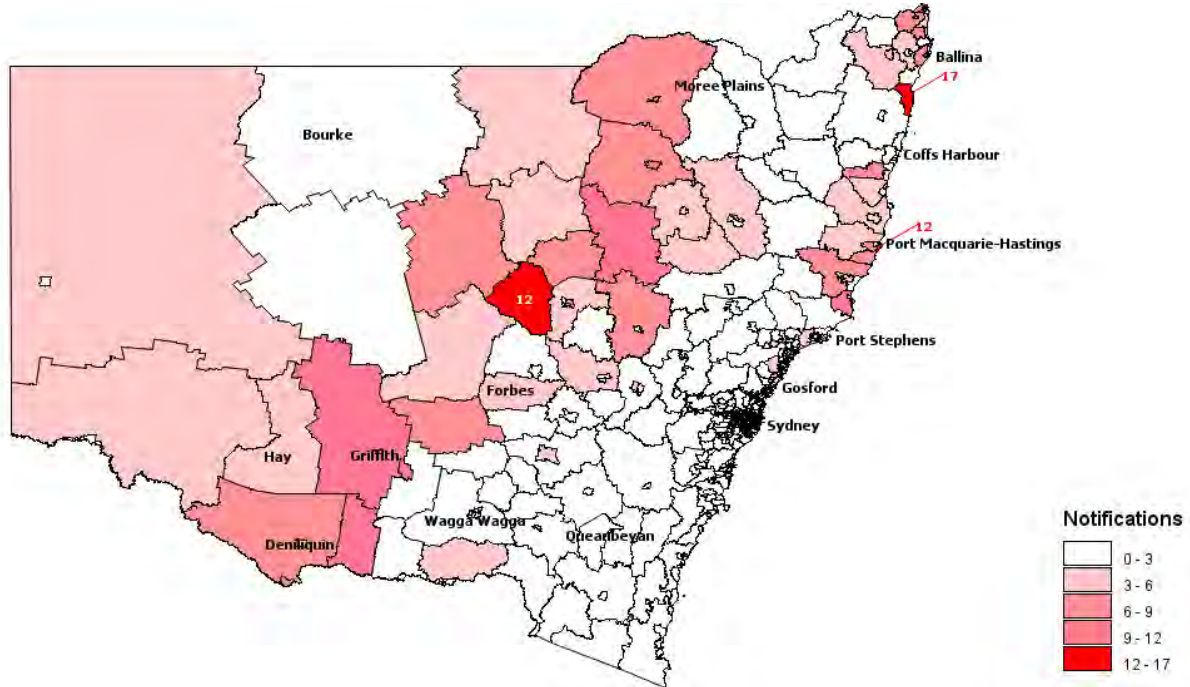 Ballina
17
Moree Plains
Bourke
Coffs Harbour
12
Port Macquarie-Hastings
12
Port Stephens
Forbes
Gosford
Sydney
Hay
Griffith
Wagga Wagga
Queanbeyan
Deniliquin
Notifications
0 - 3
3 - 6
6 - 9
9 - 12
12 - 17